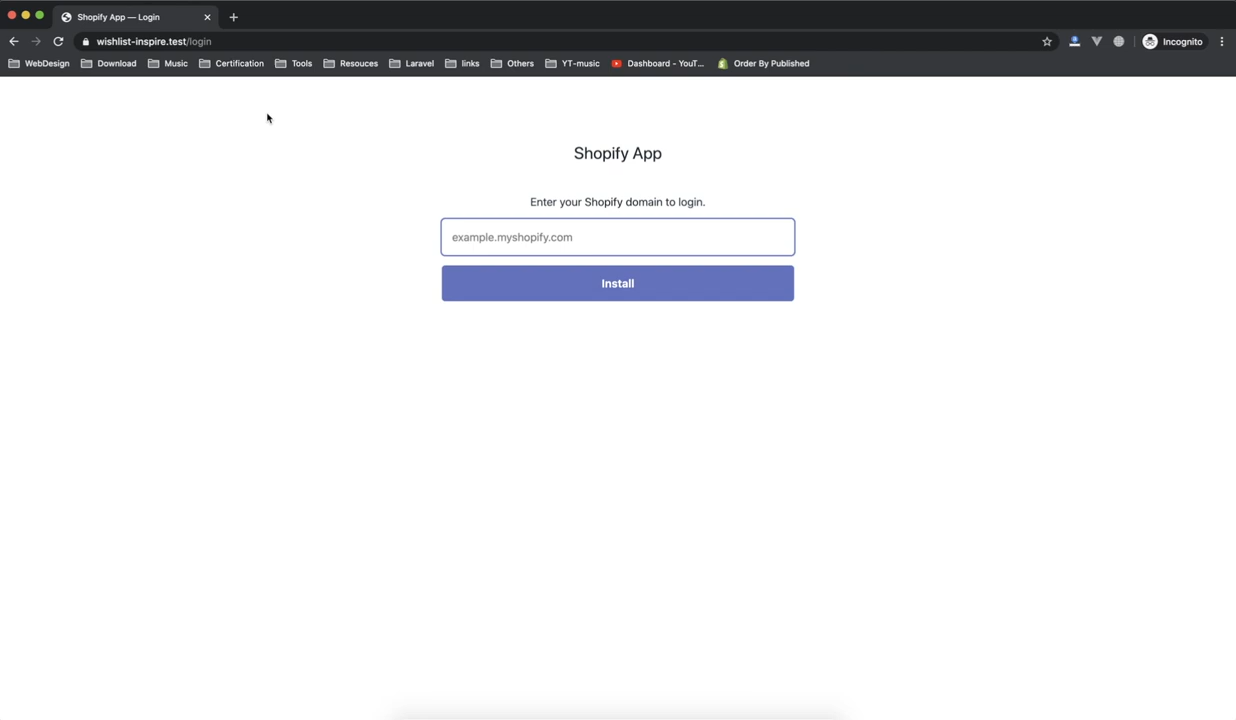 Shopify App — Login
wishlist-inspire.test/login
Incognito
WebDesign Download Music Certification Tools Resouces Laravel links Others YT-music Dashboard - YouT... Order By Published
Shopify App
Enter your Shopify domain to login.
example.myshopify.com
Install